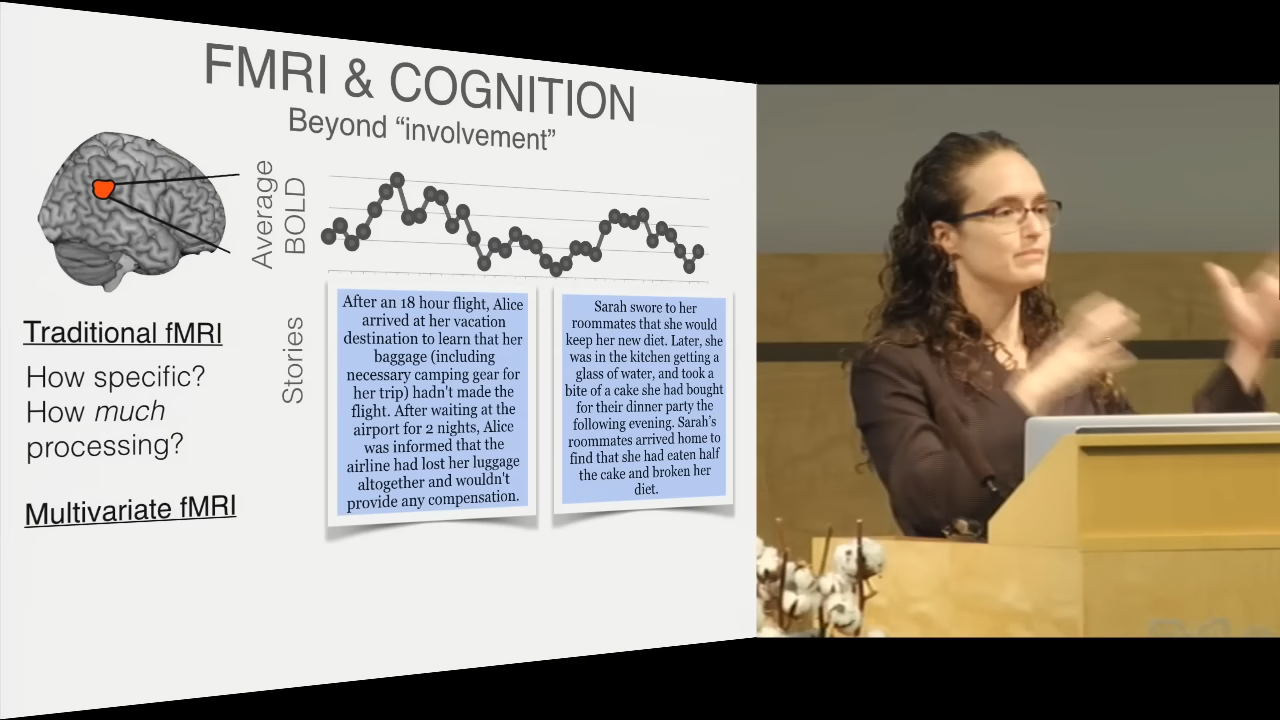 FMRI & COGNITION
Beyond “involvement”
Average
BOLD
Traditional fMRI
How specific?
How much
processing?
Multivariate fMRI
Stories
After an 18 hour flight, Alice
arrived at her vacation
destination to learn that her
baggage (including
necessary camping gear for
her trip) hadn't made the
flight. After waiting at the
airport for 2 nights, Alice
was informed that the
airline had lost her luggage
altogether and wouldn't
provide any compensation.
Sarah swore to her
roommates that she would
keep her new diet. Later, she
was in the kitchen getting a
glass of water, and took a
bite of a cake she had bought
for their dinner party the
following evening. Sarah’s
roommates arrived home to
find that she had eaten half
the cake and broken her
diet.